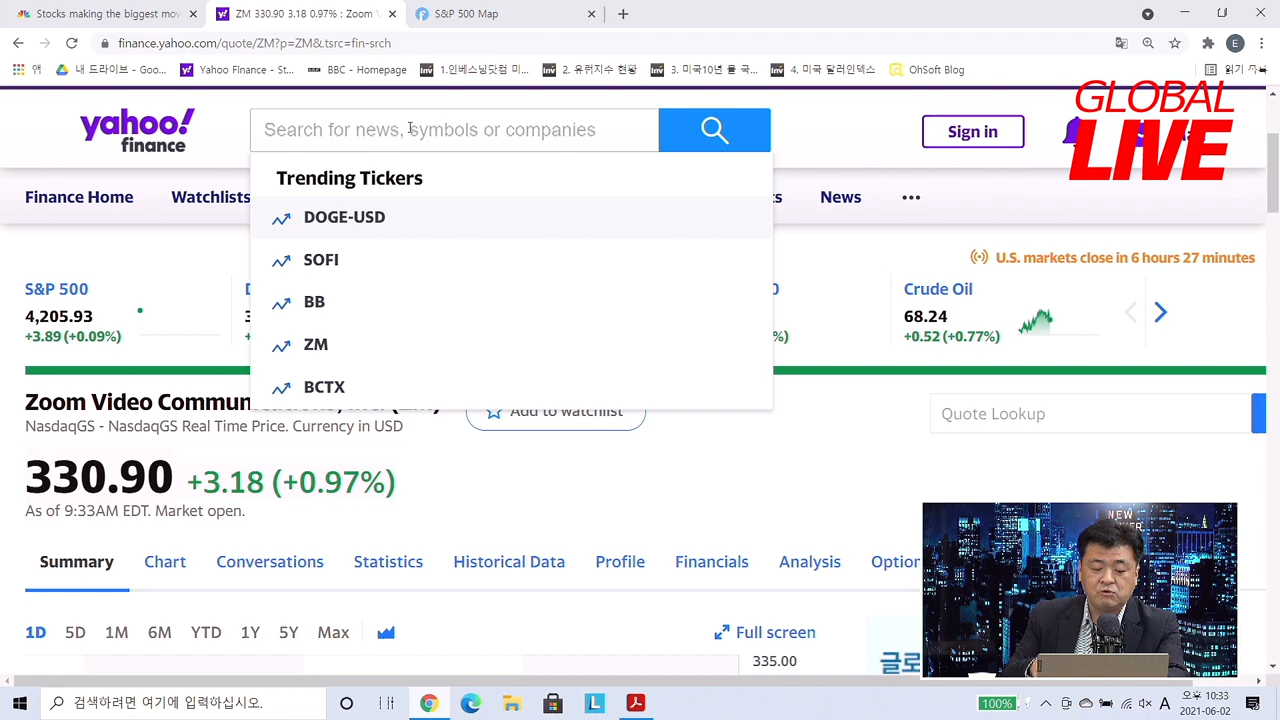 Stocks making the biggest mov
ZM 330.90 3.18 0.97% : Zoom
S&P 500 Map
finance.yahoo.com/quote/ZM?p=ZM&.tsrc=fin-srch
앱
내 드라이브 - Goo...
Yahoo FInance - St...
BBC - Homepage
1.인베스닝닷컴 미...
2. 유러지수 현황
3. 미국10년 물 국...
4. 미국 달러인덱스
OhSoft Blog
읽기
GLOBAL
LIVE
yahoo!
finance
Search for news, symbols or companies
Sign in
Trending Tickers
Finance Home
Watchlists
News
DOGE-USD
SOFI
BB
ZM
BCTX
U.S. markets close in 6 hours 27 minutes
S&P 500
4,205.93
+3.89 (+0.09%)
Crude Oil
68.24
+0.52 (+0.77%)
Zoom Video Commun
Add to watchlist
Quote Lookup
NasdaqGS - NasdaqGS Real Time Price. Currency in USD
330.90 +3.18 (+0.97%)
As of 9:33AM EDT. Market open.
NEW
Summary
Chart
Conversations
Statistics
Historical Data
Profile
Financials
Analysis
Option
1D
5D
1M
6M
YTD
1Y
5Y
Max
Full screen
335.00
글로
검색하려면 여기에 입력하십시오.
100%
A
오후 10:33
2021-06-02